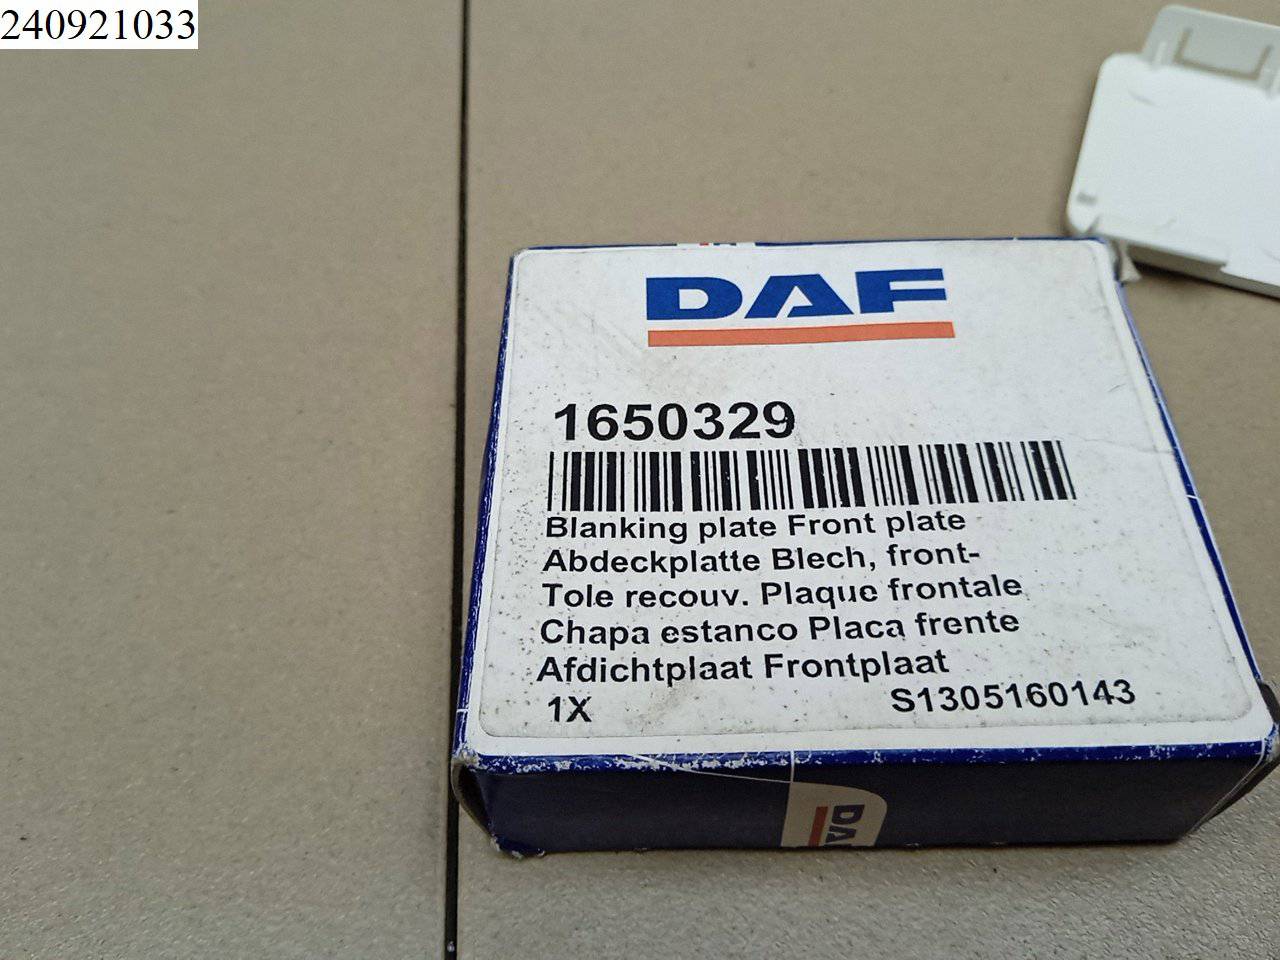 240921033
DAF
1650329
Blanking plate Front plate
Abdeckplatte Blech, front-
Tole recouv. Plaque frontale
Chapa estanco Placa frente
Afdichtplaat Frontplaat
1X S1305160143
DA